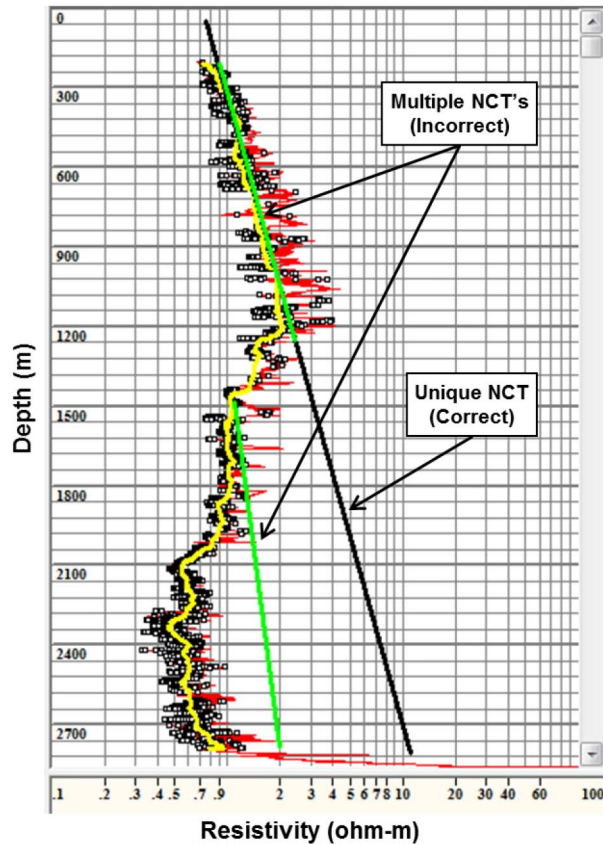 0
300
600
900
1200
1500
1800
2100
2400
2700
Depth (m)
Multiple NCT's
(Incorrect)
Unique NCT
(Correct)
.1 .2 .3 .4 .5 .7 .9 2 3 4 5 6 7 8 10 20 30 40 60 100
Resistivity (ohm-m)